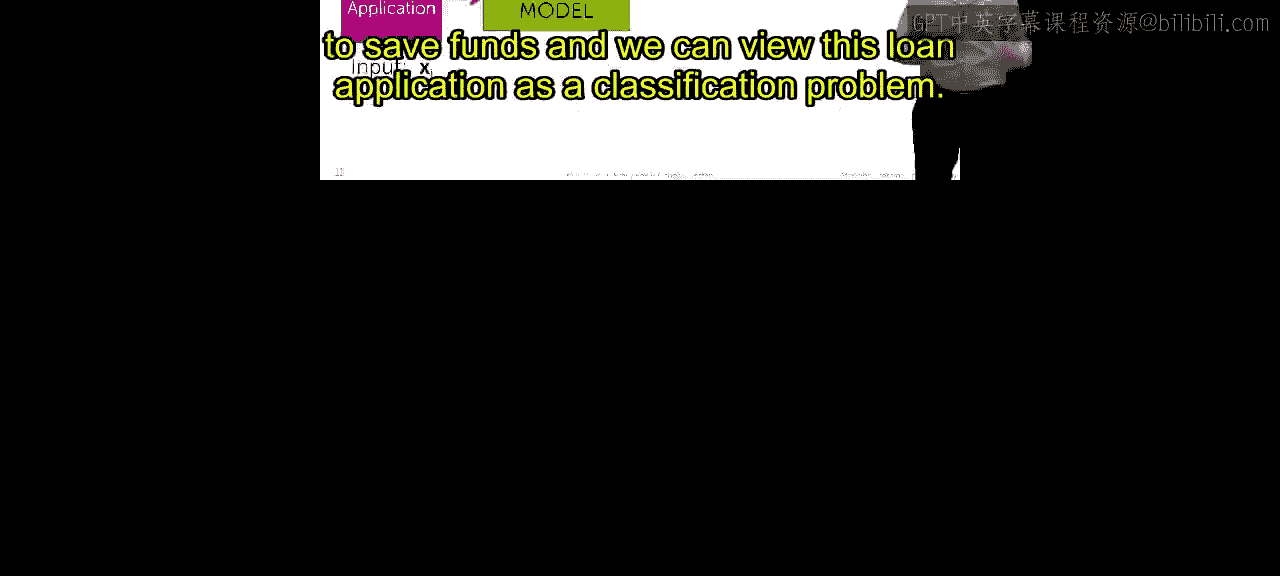 Application
MODEL
GPT中英字幕课程资源@bilibili.com
to save funds and we can view this loan
Input: xᵢ
application as a classification problem.